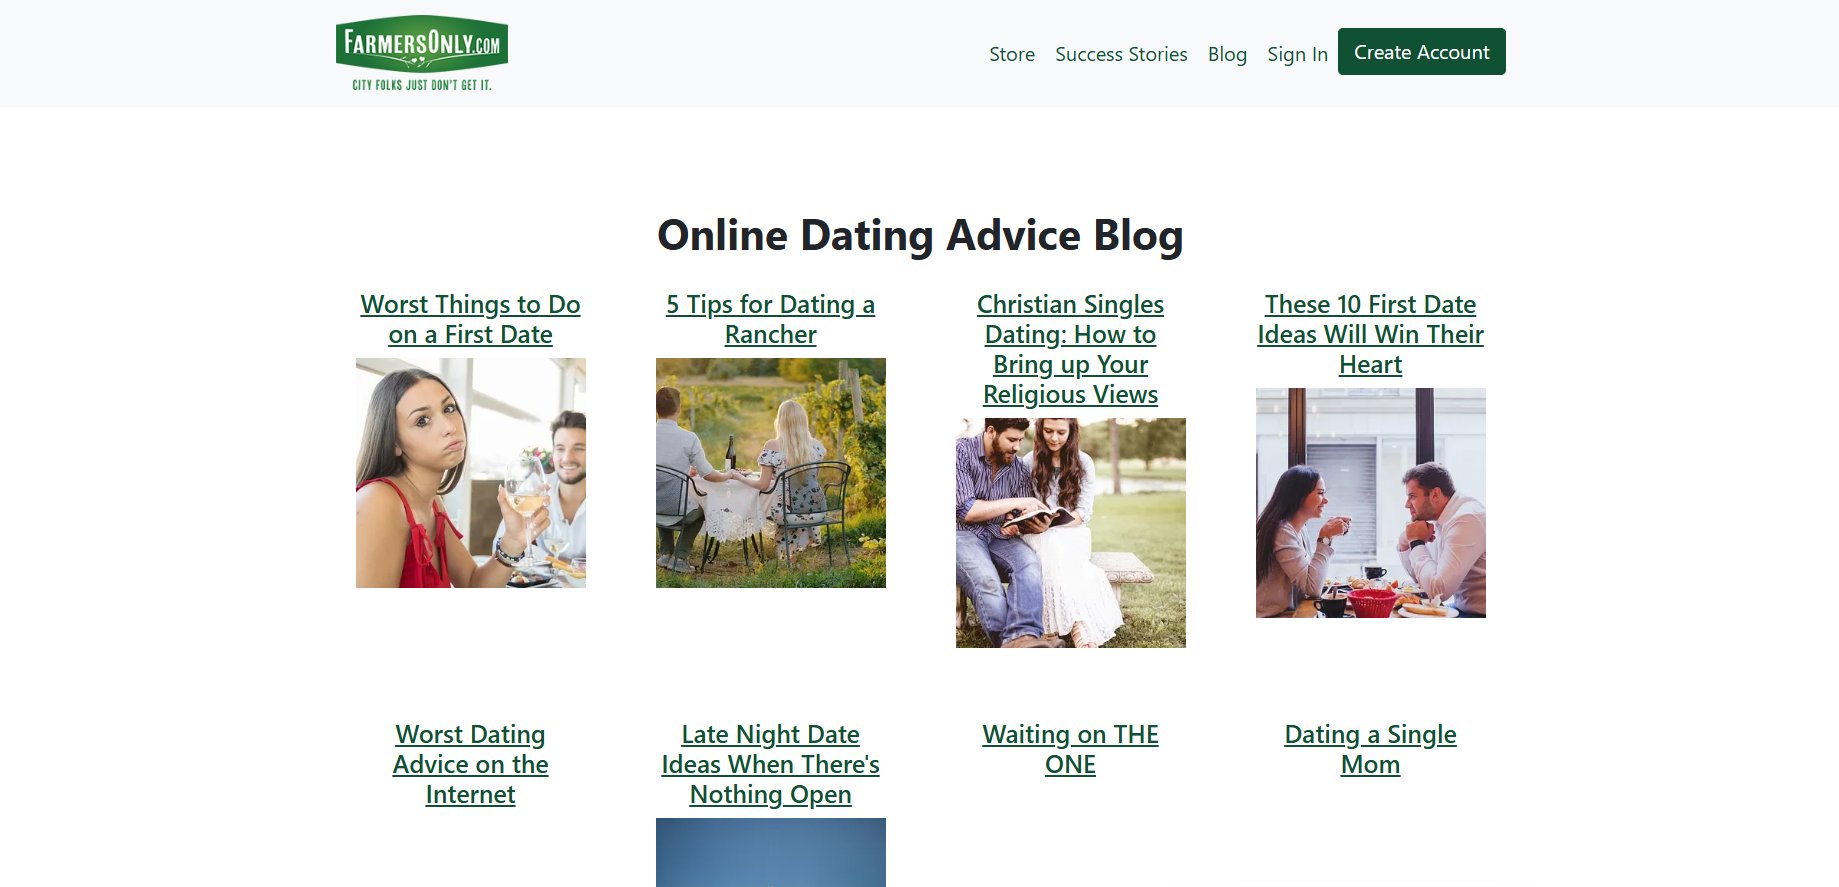 FARMERSONLY.COM
CITY FOLKS JUST DON'T GET IT.
Store
Success Stories
Blog
Sign In
Create Account
Online Dating Advice Blog
Worst Things to Do
on a First Date
5 Tips for Dating a
Rancher
Christian Singles
Dating: How to
Bring up Your
Religious Views
These 10 First Date
Ideas Will Win Their
Heart
Worst Dating
Advice on the
Internet
Late Night Date
Ideas When There's
Nothing Open
Waiting on THE
ONE
Dating a Single
Mom